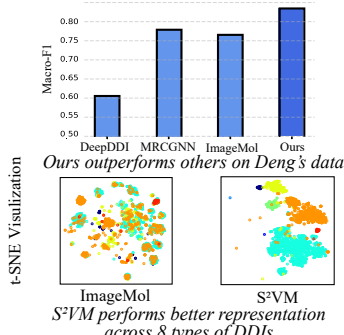 0.80
0.75
0.70
0.65
0.60
0.55
0.50
Macro-F1
DeepDDI MRCGNN ImageMol Ours
Ours outperforms others on Deng's data
t-SNE Visulization
ImageMol S²VM
S²VM performs better representation
across 8 types of DDIs